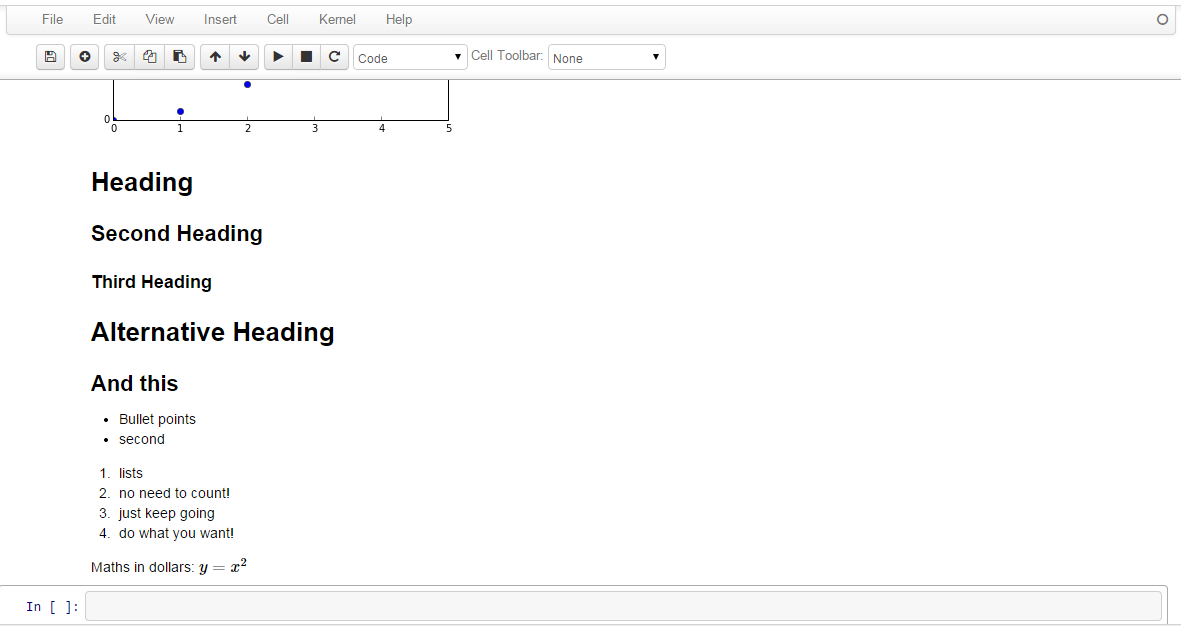 File Edit View Insert Cell Kernel Help
Code Cell Toolbar: None
0
0 1 2 3 4 5
Heading
Second Heading
Third Heading
Alternative Heading
And this
• Bullet points
• second
1. lists
2. no need to count!
3. just keep going
4. do what you want!
Maths in dollars: y = x²
In [ ]: